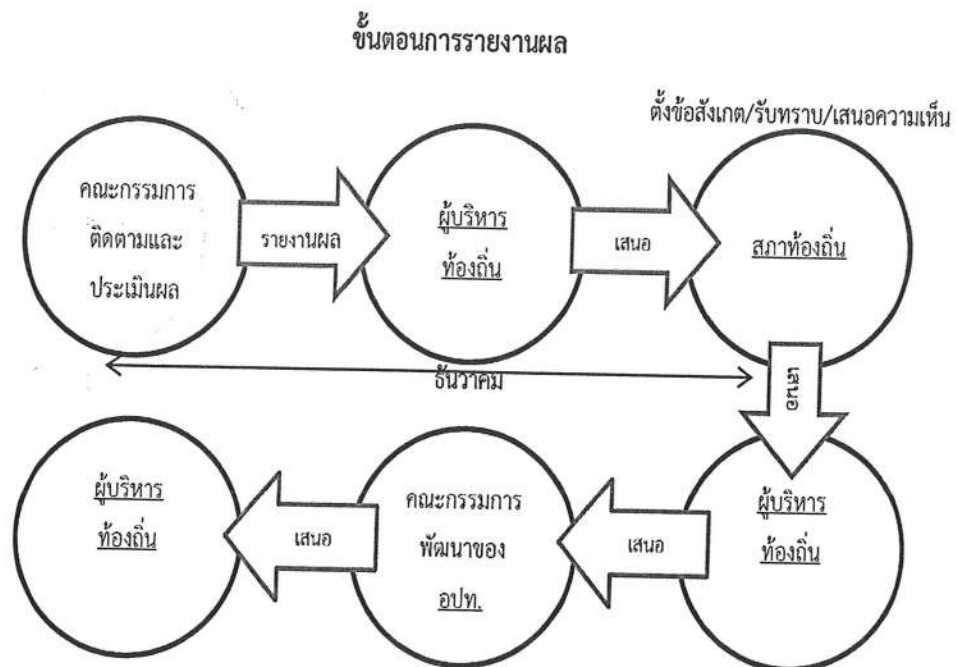 ขั้นตอนการรายงานผล
ตั้งข้อสังเกต/รับทราบ/เสนอความเห็น
คณะกรรมการ
ติดตามและ
ประเมินผล
รายงานผล
ผู้บริหาร
ท้องถิ่น
เสนอ
สภาท้องถิ่น
ธันวาคม
เสนอ
ผู้บริหาร
ท้องถิ่น
เสนอ
คณะกรรมการ
พัฒนาของ
อปท.
เสนอ
ผู้บริหาร
ท้องถิ่น